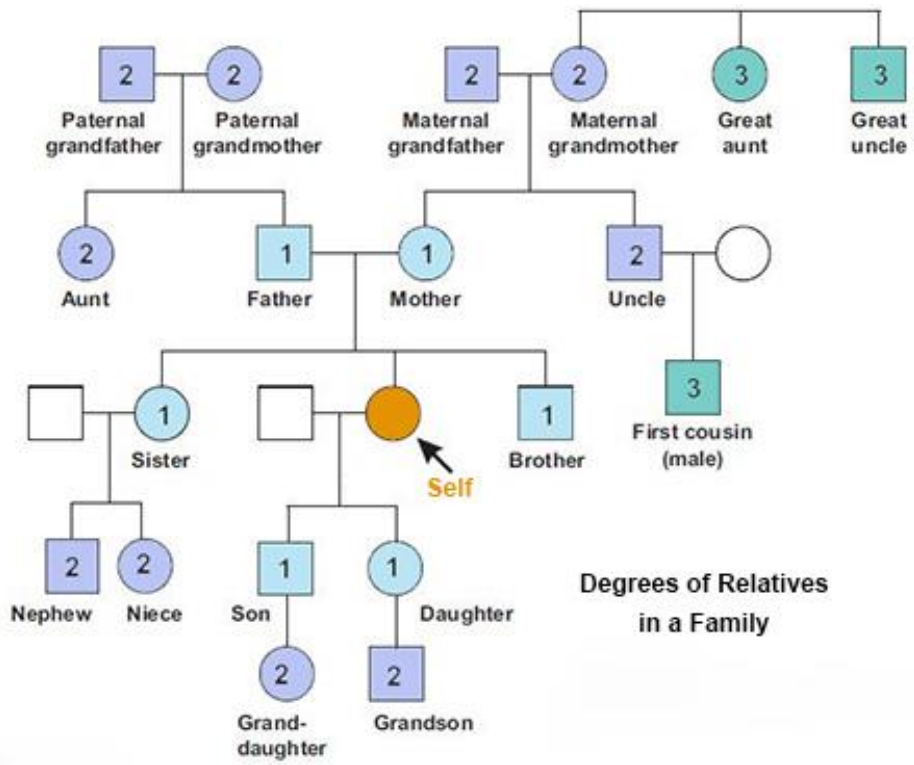 2
2
2
2
3
3
Paternal
grandfather
Paternal
grandmother
Maternal
grandfather
Maternal
grandmother
Great
aunt
Great
uncle
2
1
1
2
Aunt
Father
Mother
Uncle
1
1
3
Sister
Self
Brother
First cousin
(male)
2
2
1
1
Nephew
Niece
Son
Daughter
Degrees of Relatives
in a Family
2
2
Grand-
daughter
Grandson